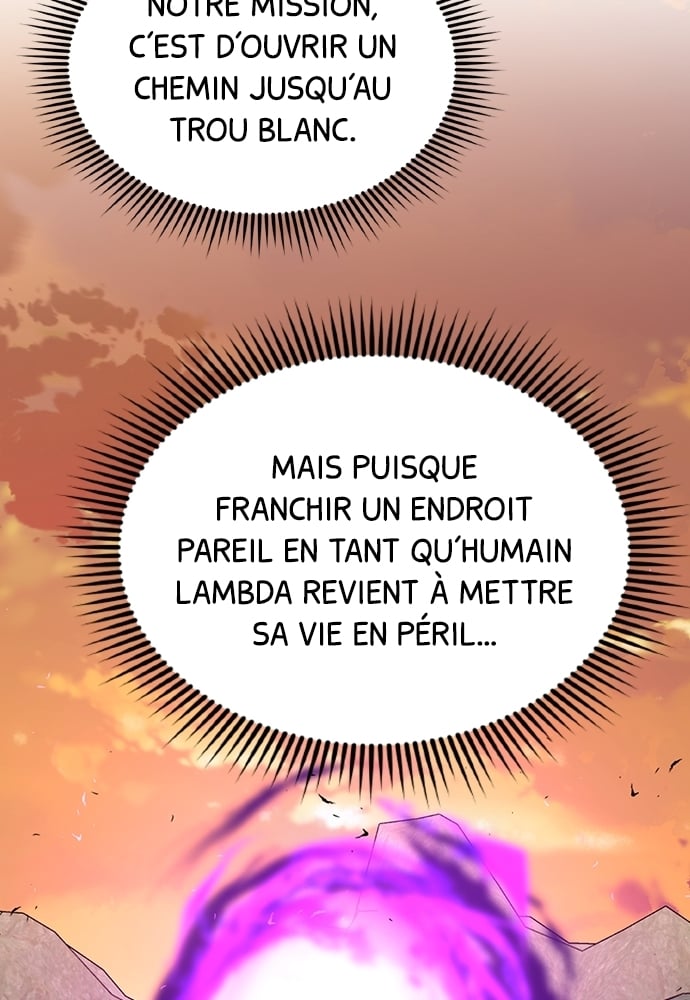 NOTRE MISSION,
C'EST D'OUVRIR UN
CHEMIN JUSQU'AU
TROU BLANC.
MAIS PUISQUE
FRANCHIR UN ENDROIT
PAREIL EN TANT QU'HUMAIN
LAMBDA REVIENT À METTRE
SA VIE EN PÉRIL...